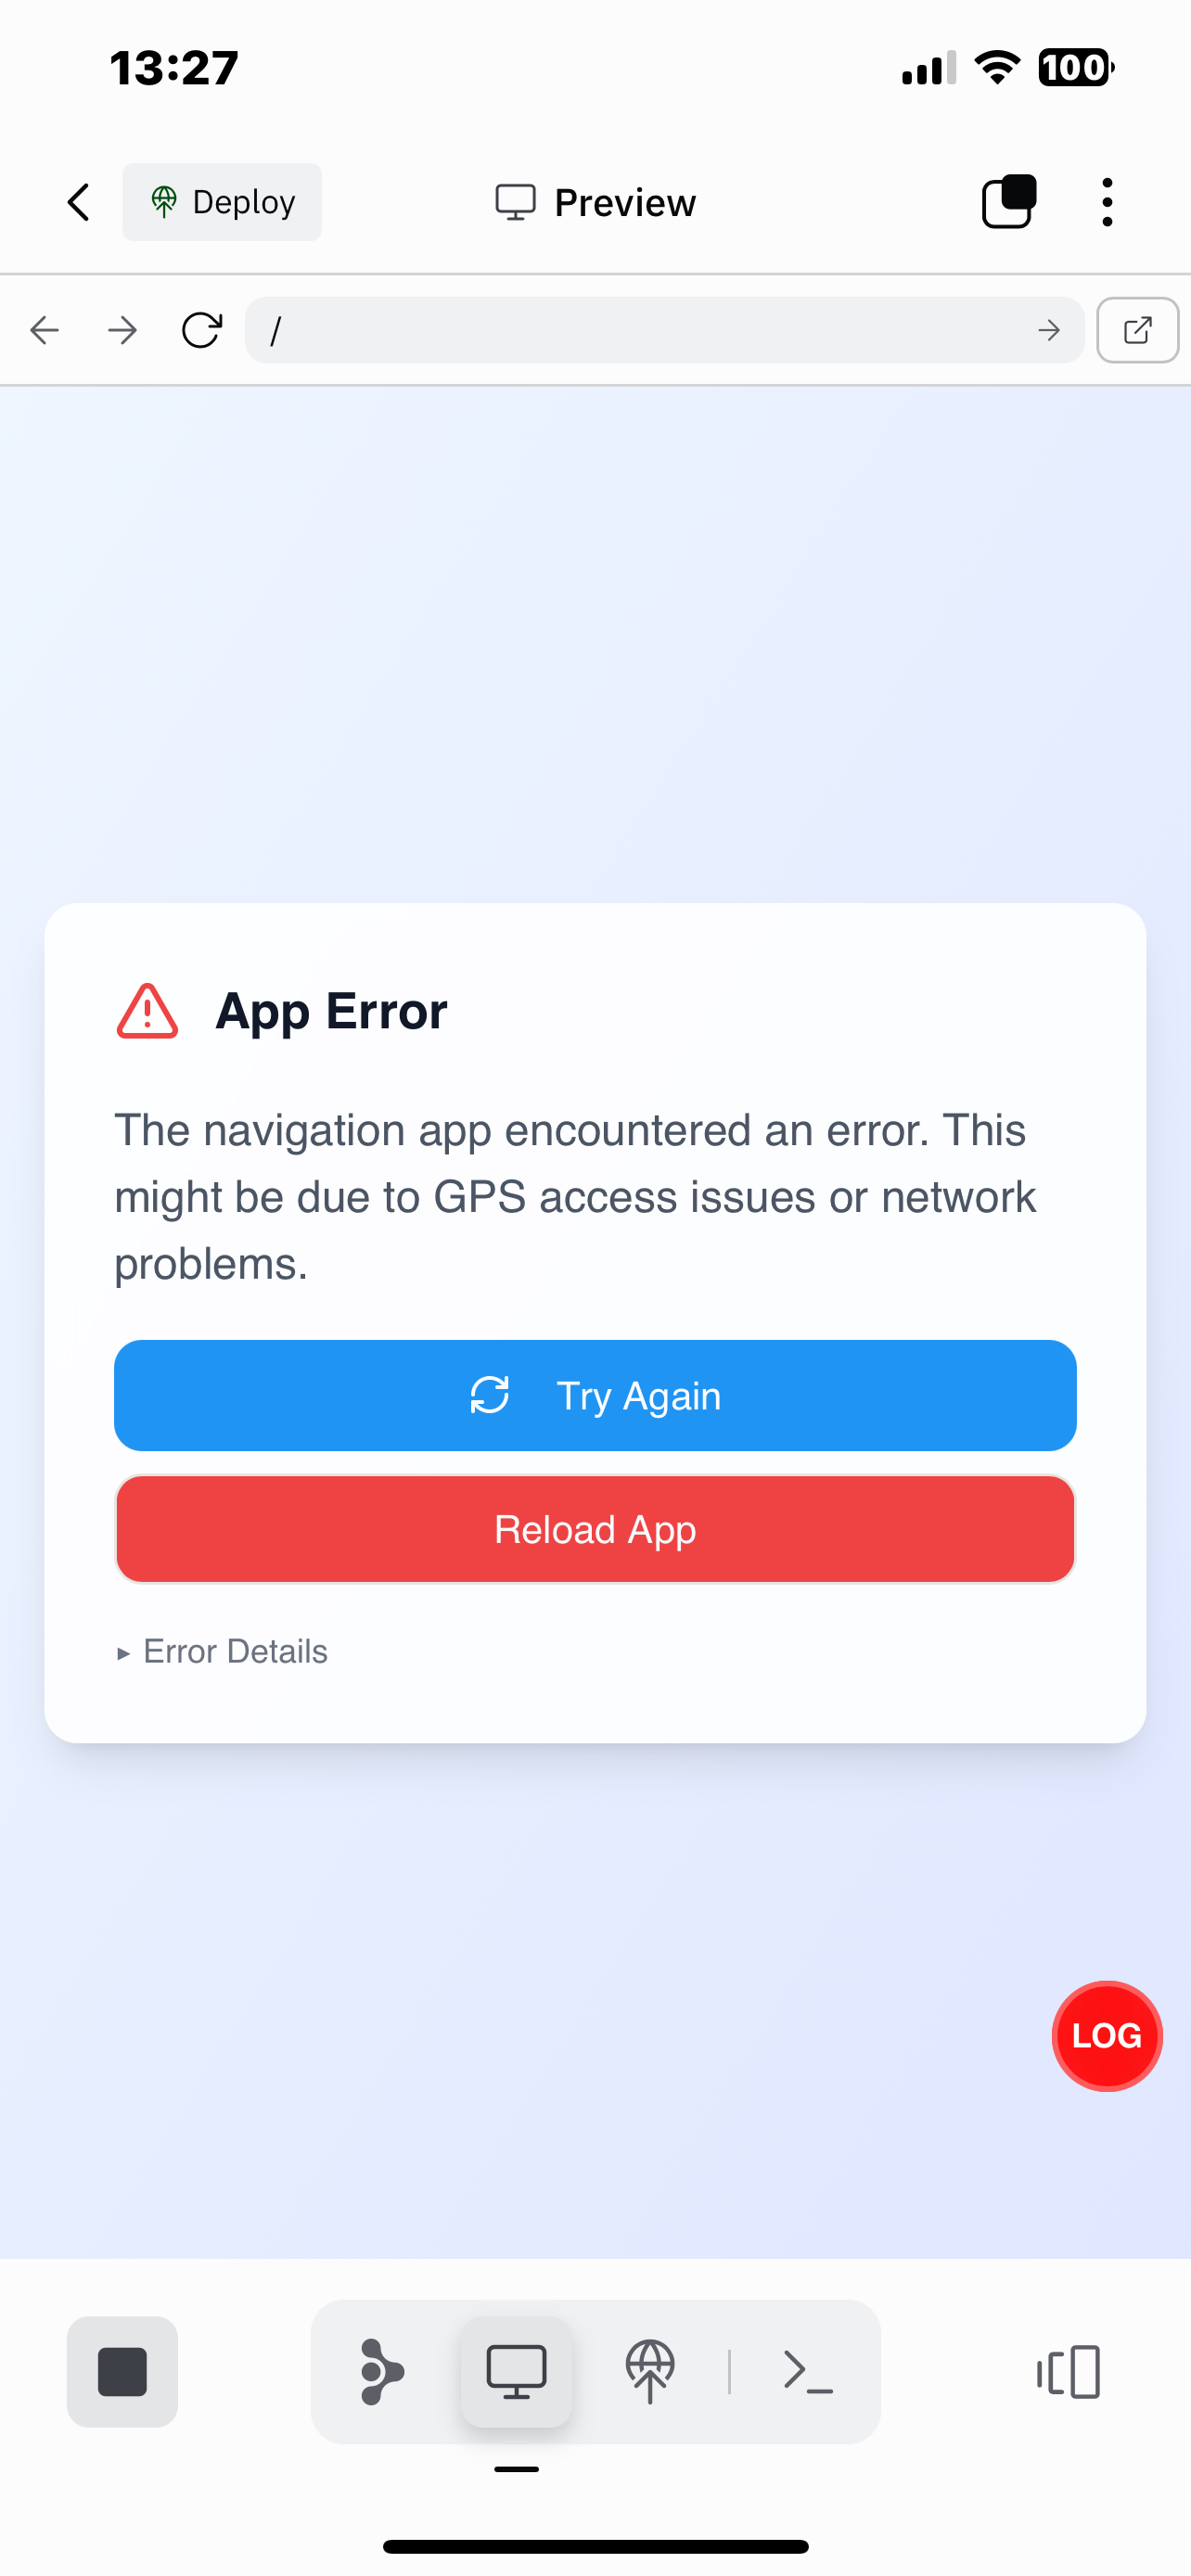 13:27
100
Deploy
Preview
/
App Error
The navigation app encountered an error. This
might be due to GPS access issues or network
problems.
Try Again
Reload App
Error Details
LOG